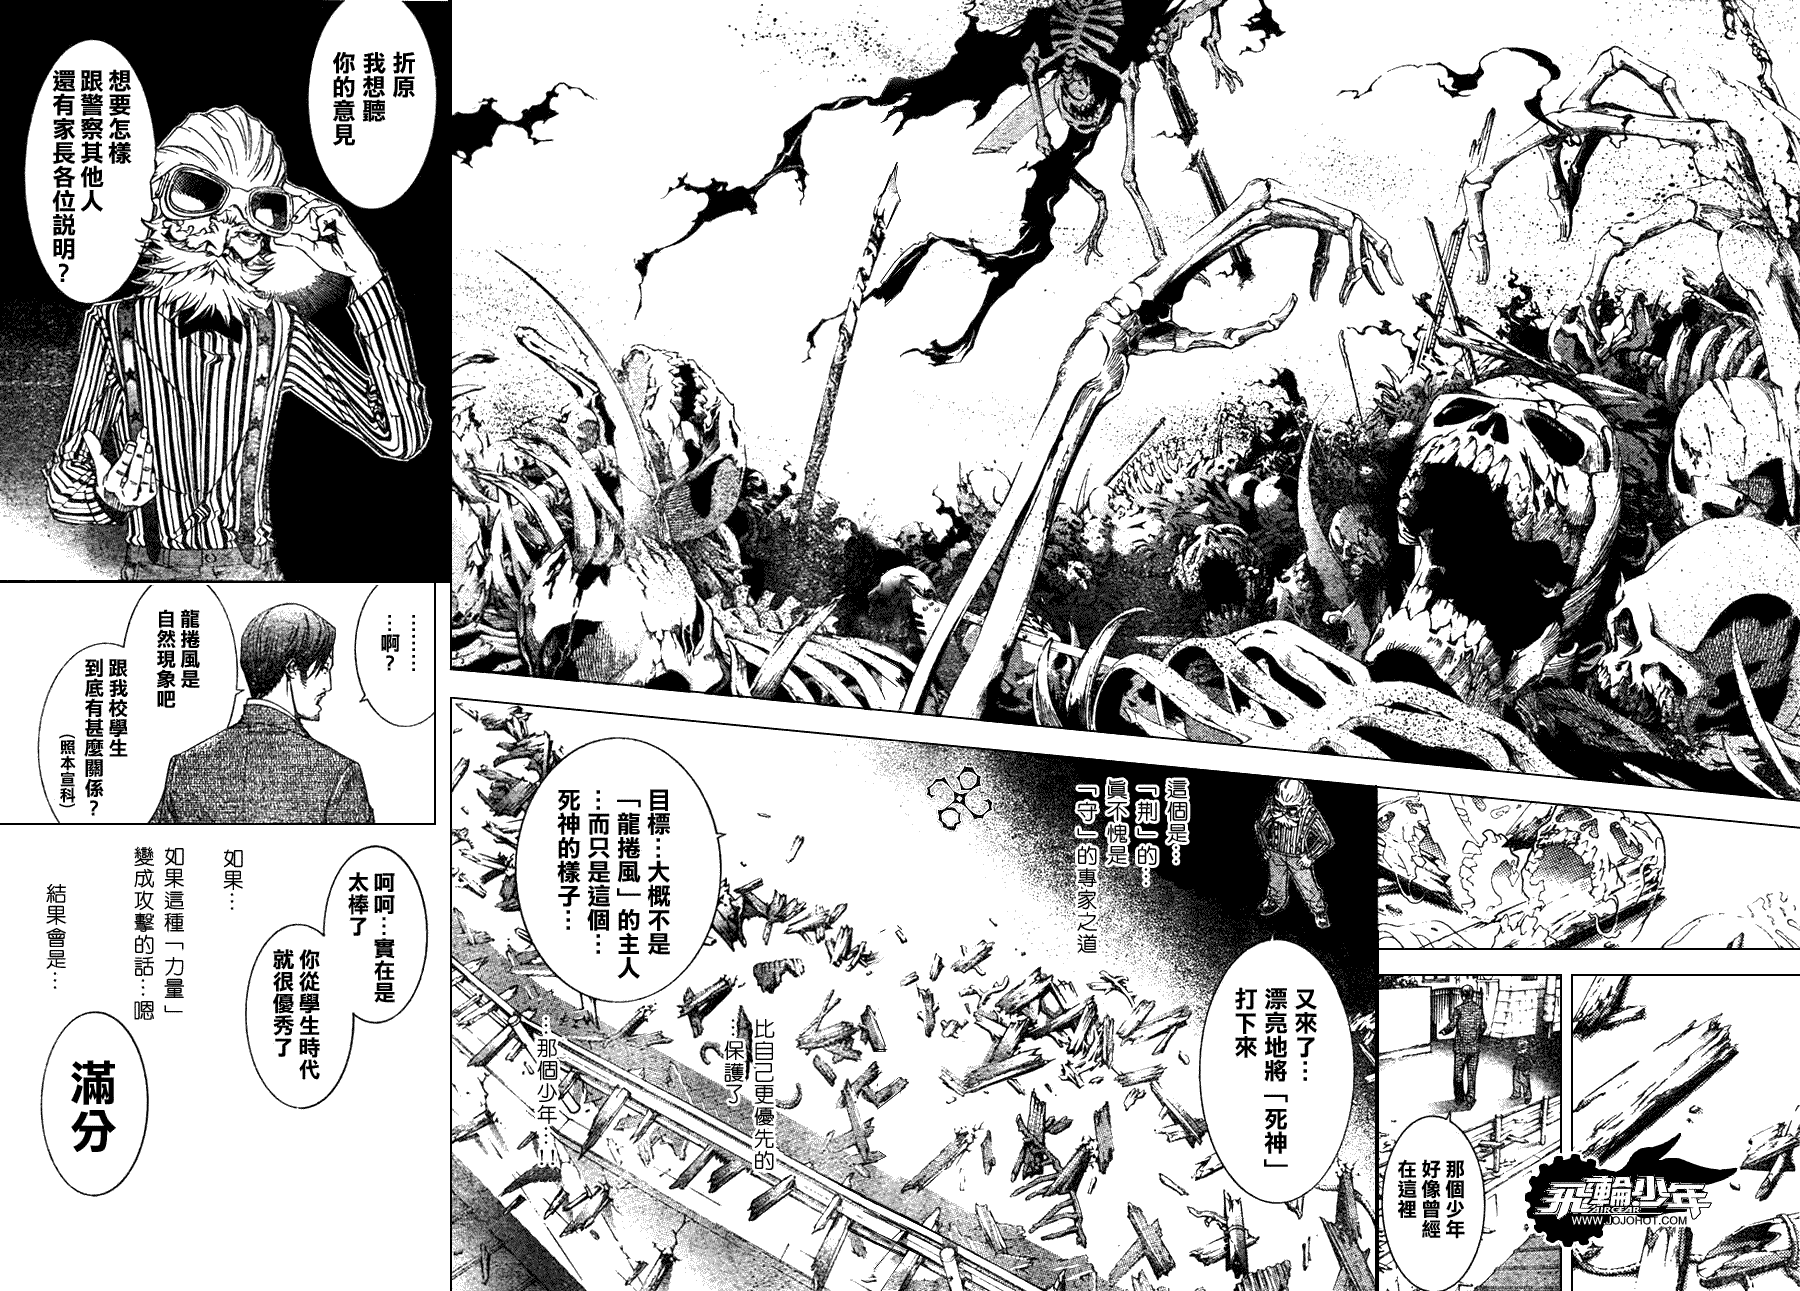 那個少年
好像曾經
在這裡
又來了…
漂亮地將「死神」
打下來
這個是…
「荆」的…
眞不愧是
「守」的專家之道
目標…大概不是
「龍捲風」的主人
…而只是這個…
死神的樣子…
比自己更優先的
…保護了
…那個少年…!!
飛輪少年
AIRGEAR
WWW.JOJOHOT.COM
折原
我想聽
你的意見
想要怎樣
跟警察其他人
還有家長各位説明？
………
…啊？
龍捲風是
自然現象吧
跟我校學生
到底有甚麼關係？
（照本宣科）
呵呵…實在是
太棒了
你從學生時代
就很優秀了
如果…
如果這種「力量」
變成攻擊的話…嗯
結果會是…
滿分